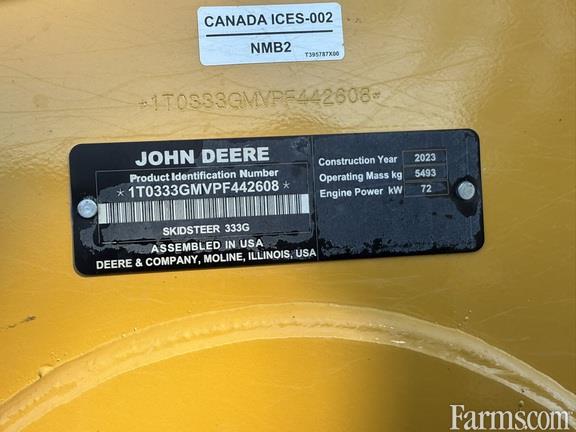 CANADA ICES-002
NMB2
T395787X00
*1T0333GMVPF442608*
JOHN DEERE
Product Identification Number
*1T0333GMVPF442608*
SKIDSTEER 333G
ASSEMBLED IN USA
DEERE & COMPANY, MOLINE, ILLINOIS, USA
Construction Year 2023
Operating Mass kg 5493
Engine Power kW 72
Farms.com